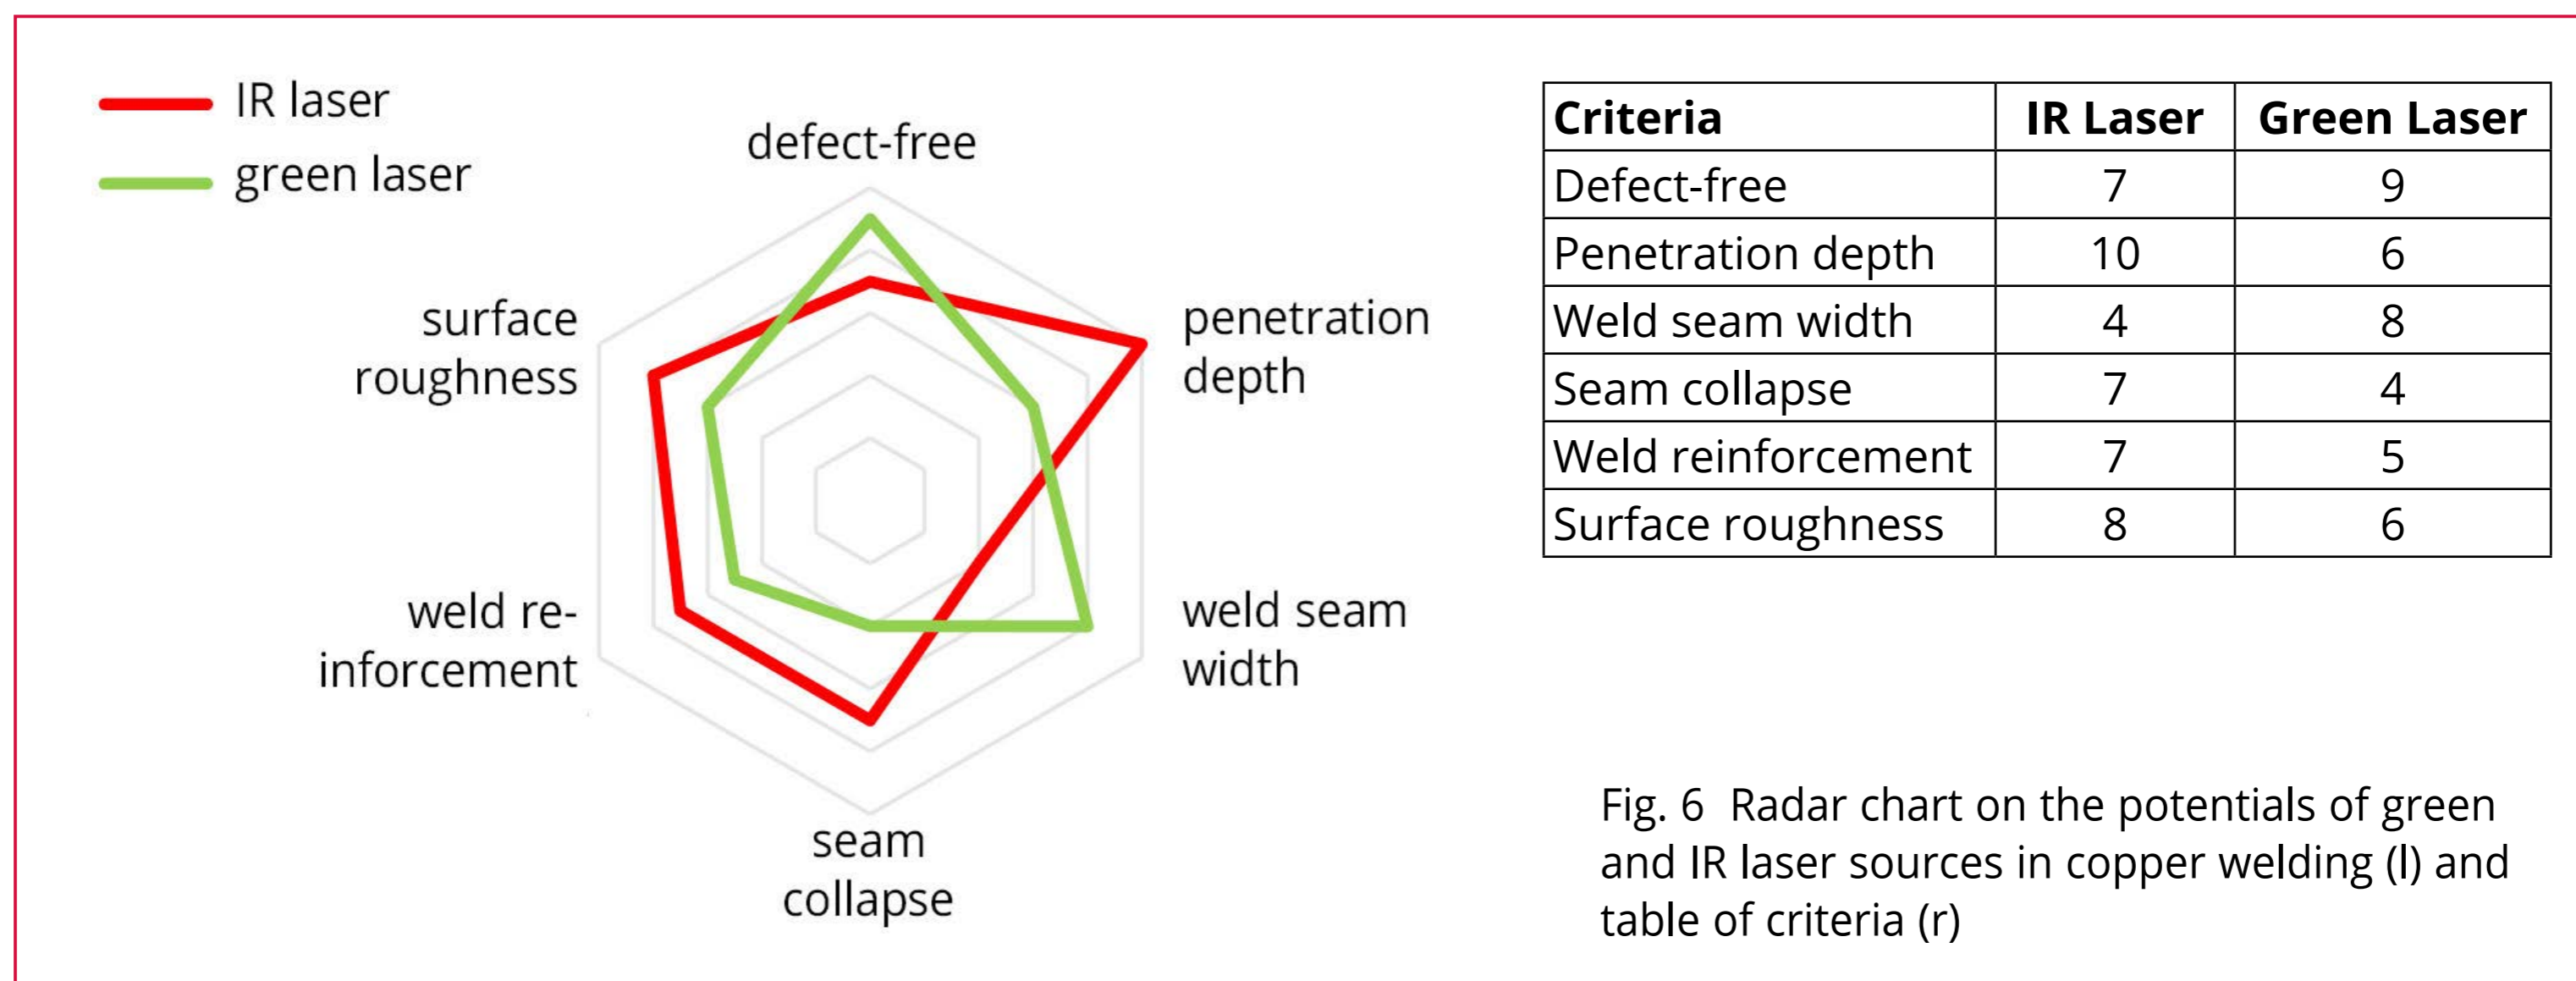 IR laser
green laser
defect-free
surface
roughness
penetration
depth
weld re-
inforcement
weld seam
width
seam
collapse
Criteria IR Laser Green Laser
Defect-free 7 9
Penetration depth 10 6
Weld seam width 4 8
Seam collapse 7 4
Weld reinforcement 7 5
Surface roughness 8 6
Fig. 6 Radar chart on the potentials of green
and IR laser sources in copper welding (l) and
table of criteria (r)